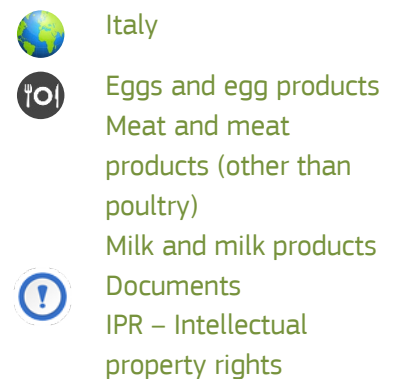 Italy
Eggs and egg products
Meat and meat
products (other than
poultry)
Milk and milk products
Documents
IPR – Intellectual
property rights